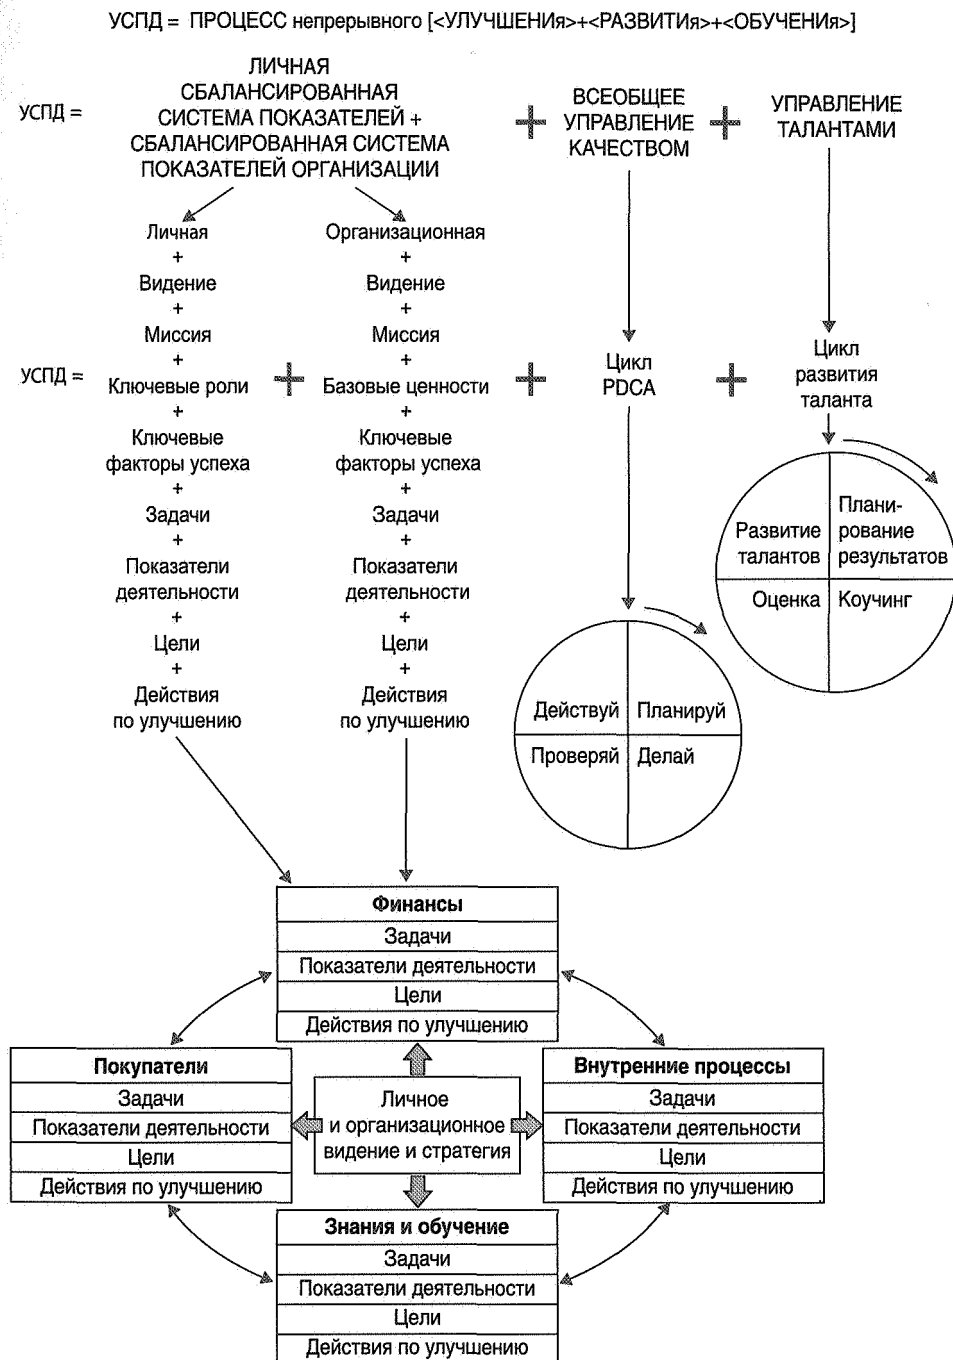 УСПД = ПРОЦЕСС непрерывного [<УЛУЧШЕНИя>+<РАЗВИТИя>+<ОБУЧЕНИя>]
УСПД =
ЛИЧНАЯ
СБАЛАНСИРОВАННАЯ
СИСТЕМА ПОКАЗАТЕЛЕЙ +
СБАЛАНСИРОВАННАЯ СИСТЕМА
ПОКАЗАТЕЛЕЙ ОРГАНИЗАЦИИ
+
ВСЕОБЩЕЕ
УПРАВЛЕНИЕ
КАЧЕСТВОМ
+
УПРАВЛЕНИЕ
ТАЛАНТАМИ
УСПД =
Личная
+
Видение
+
Миссия
+
Ключевые роли
+
Ключевые
факторы успеха
+
Задачи
+
Показатели
деятельности
+
Цели
+
Действия
по улучшению
+
Организационная
+
Видение
+
Миссия
+
Базовые ценности
+
Ключевые
факторы успеха
+
Задачи
+
Показатели
деятельности
+
Цели
+
Действия
по улучшению
+
Цикл
PDCA
+
Цикл
развития
таланта
Развитие
талантов
Плани-
рование
результатов
Оценка
Коучинг
Действуй
Планируй
Проверяй
Делай
Финансы
Задачи
Показатели деятельности
Цели
Действия по улучшению
Покупатели
Задачи
Показатели деятельности
Цели
Действия по улучшению
Личное
и организационное
видение и стратегия
Внутренние процессы
Задачи
Показатели деятельности
Цели
Действия по улучшению
Знания и обучение
Задачи
Показатели деятельности
Цели
Действия по улучшению